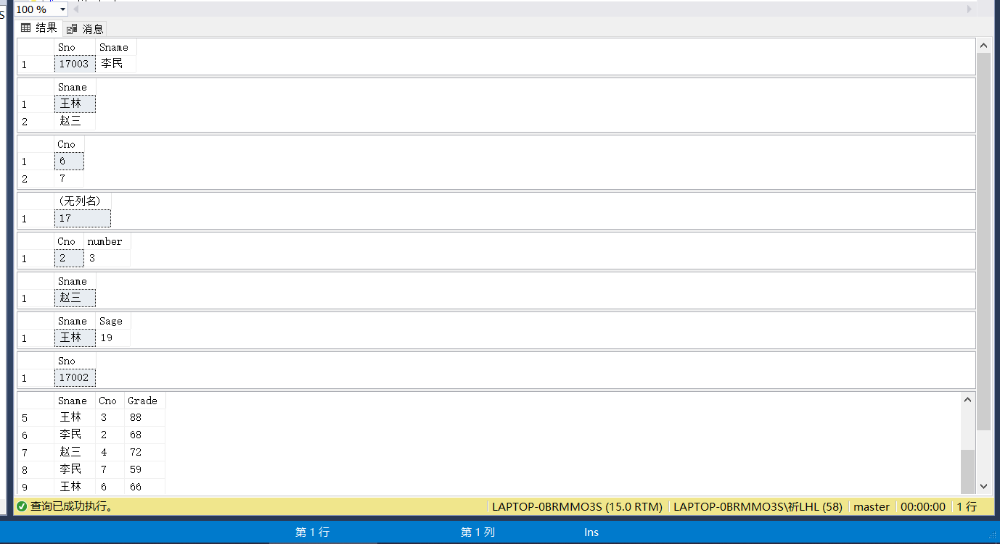 S
100 %
结果 消息
Sno Sname
1 17003 李民
Sname
1 王林
2 赵三
Cno
1 6
2 7
(无列名)
1 17
Cno number
1 2 3
Sname
1 赵三
Sname Sage
1 王林 19
Sno
1 17002
Sname Cno Grade
5 王林 3 88
6 李民 2 68
7 赵三 4 72
8 李民 7 59
9 王林 6 66
查询已成功执行。 LAPTOP-0BRMMO3S (15.0 RTM) LAPTOP-0BRMMO3S\祈LHL (58) master 00:00:00 1 行
第 1 行 第 1 列 Ins